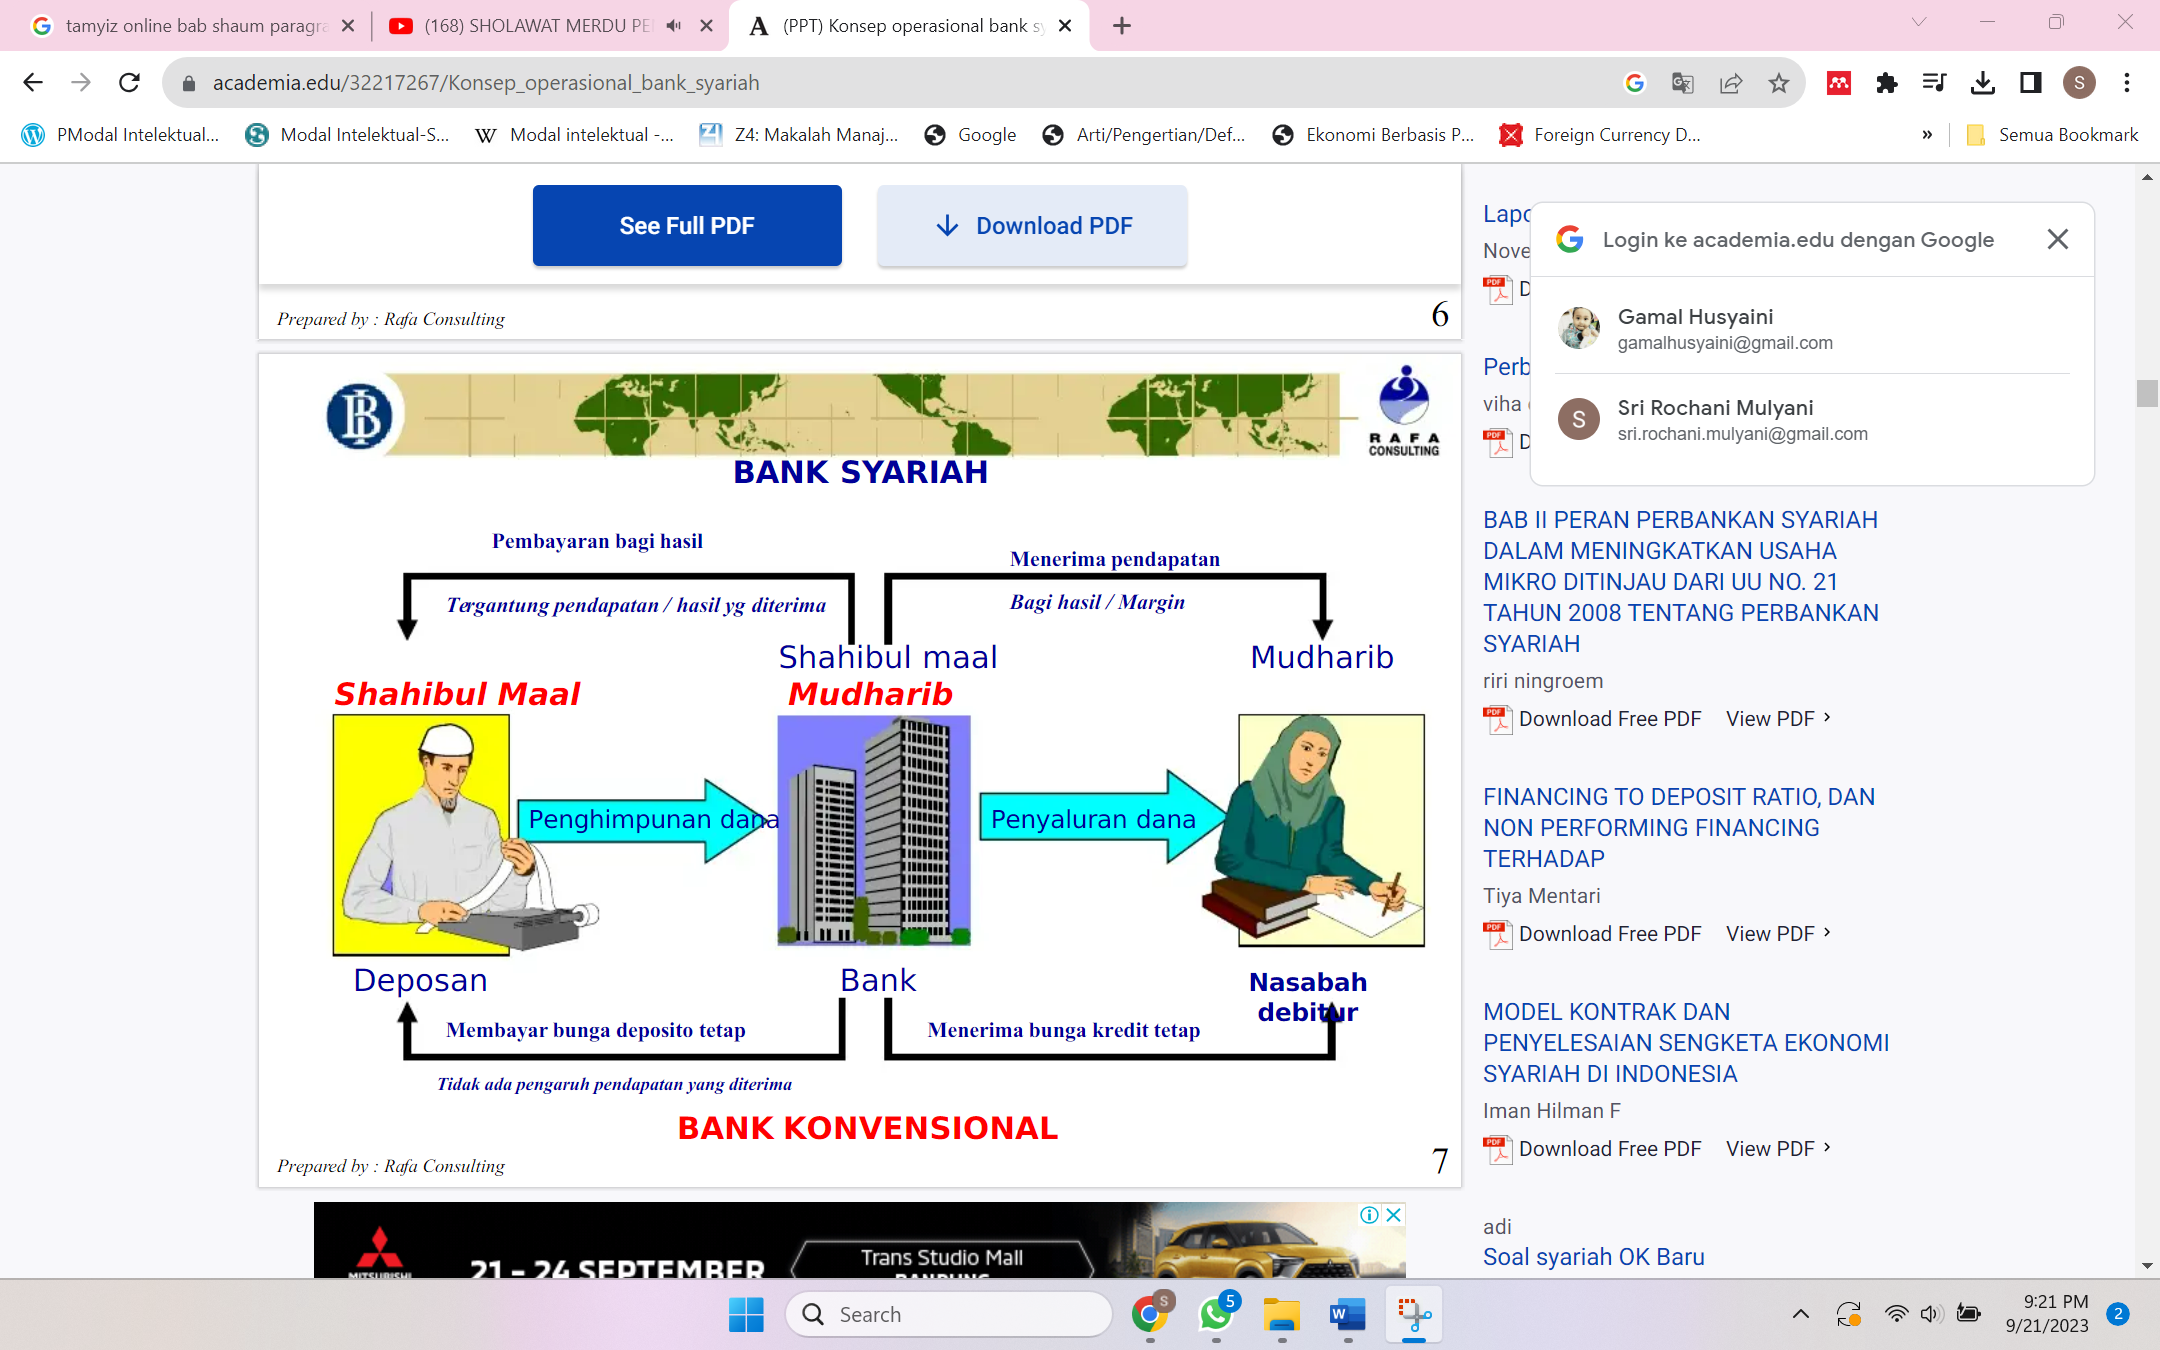 tamyiz online bab shaum paragra
(168) SHOLAWAT MERDU PE
(PPT) Konsep operasional bank s
academia.edu/32217267/Konsep_operasional_bank_syariah
S
PModal Intelektual...
Modal Intelektual-S...
Modal intelektual -...
Z4: Makalah Manaj...
Google
Arti/Pengertian/Def...
Ekonomi Berbasis P...
Foreign Currency D...
»
Semua Bookmark
See Full PDF
Download PDF
Prepared by : Rafa Consulting
6
BANK SYARIAH
RAFA
CONSULTING
Pembayaran bagi hasil
Tergantung pendapatan / hasil yg diterima
Menerima pendapatan
Bagi hasil / Margin
Shahibul maal
Mudharib
Shahibul Maal
Mudharib
Penghimpunan dana
Penyaluran dana
Deposan
Bank
Nasabah
debitur
Membayar bunga deposito tetap
Menerima bunga kredit tetap
Tidak ada pengaruh pendapatan yang diterima
BANK KONVENSIONAL
Prepared by : Rafa Consulting
7
MITSUBISHI
21 - 24 SEPTEMBER
Trans Studio Mall
BANDUNG
Login ke academia.edu dengan Google
Gamal Husyaini
gamalhusyaini@gmail.com
S
Sri Rochani Mulyani
sri.rochani.mulyani@gmail.com
Nove
Perb
viha
BAB II PERAN PERBANKAN SYARIAH
DALAM MENINGKATKAN USAHA
MIKRO DITINJAU DARI UU NO. 21
TAHUN 2008 TENTANG PERBANKAN
SYARIAH
riri ningroem
Download Free PDF View PDF
FINANCING TO DEPOSIT RATIO, DAN
NON PERFORMING FINANCING
TERHADAP
Tiya Mentari
Download Free PDF View PDF
MODEL KONTRAK DAN
PENYELESAIAN SENGKETA EKONOMI
SYARIAH DI INDONESIA
Iman Hilman F
Download Free PDF View PDF
adi
Soal syariah OK Baru
Search
S
5
9:21 PM
9/21/2023
2